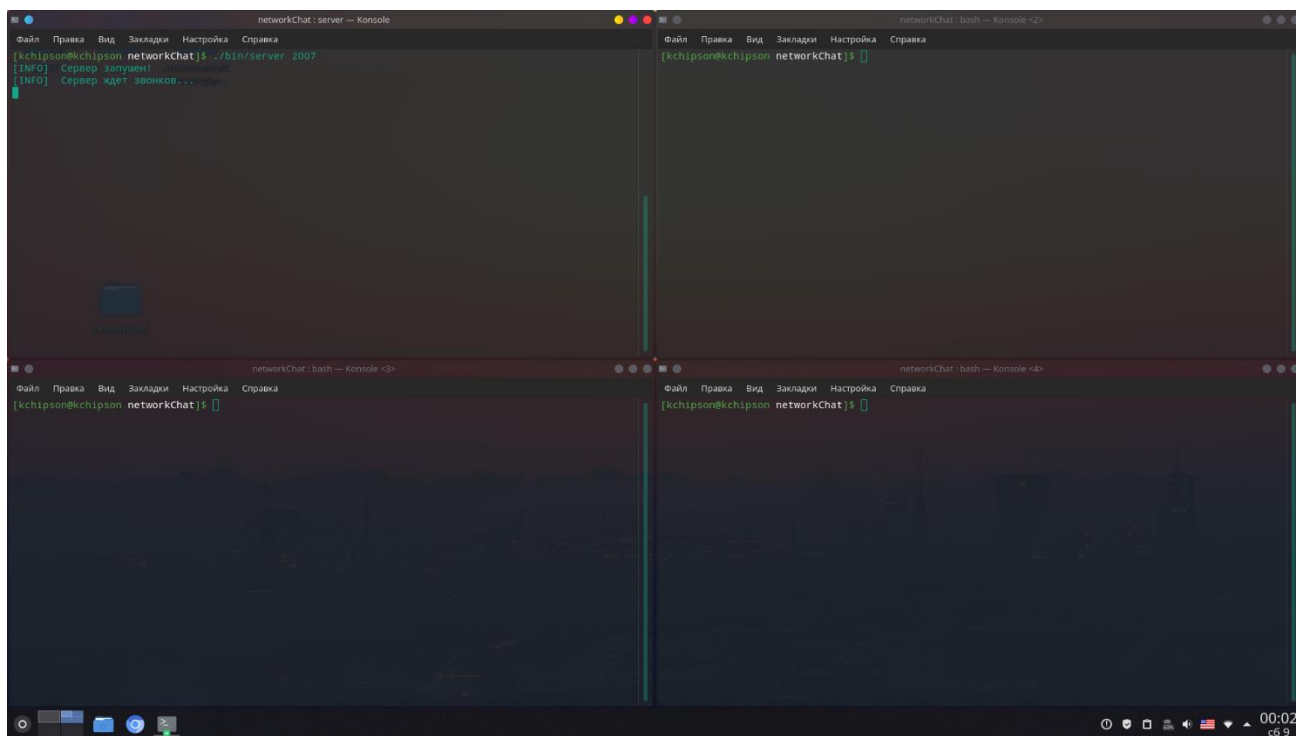 networkChat : server — Konsole
Файл Правка Вид Закладки Настройка Справка
[kchipson@kchipson networkChat]$ ./bin/server 2007
[INFO] Сервер запущен!
[INFO] Сервер ждет звонков...
networkChat : bash — Konsole <2>
Файл Правка Вид Закладки Настройка Справка
[kchipson@kchipson networkChat]$
networkChat : bash — Konsole <3>
Файл Правка Вид Закладки Настройка Справка
[kchipson@kchipson networkChat]$
networkChat : bash — Konsole <4>
Файл Правка Вид Закладки Настройка Справка
[kchipson@kchipson networkChat]$
00:02
сб 9